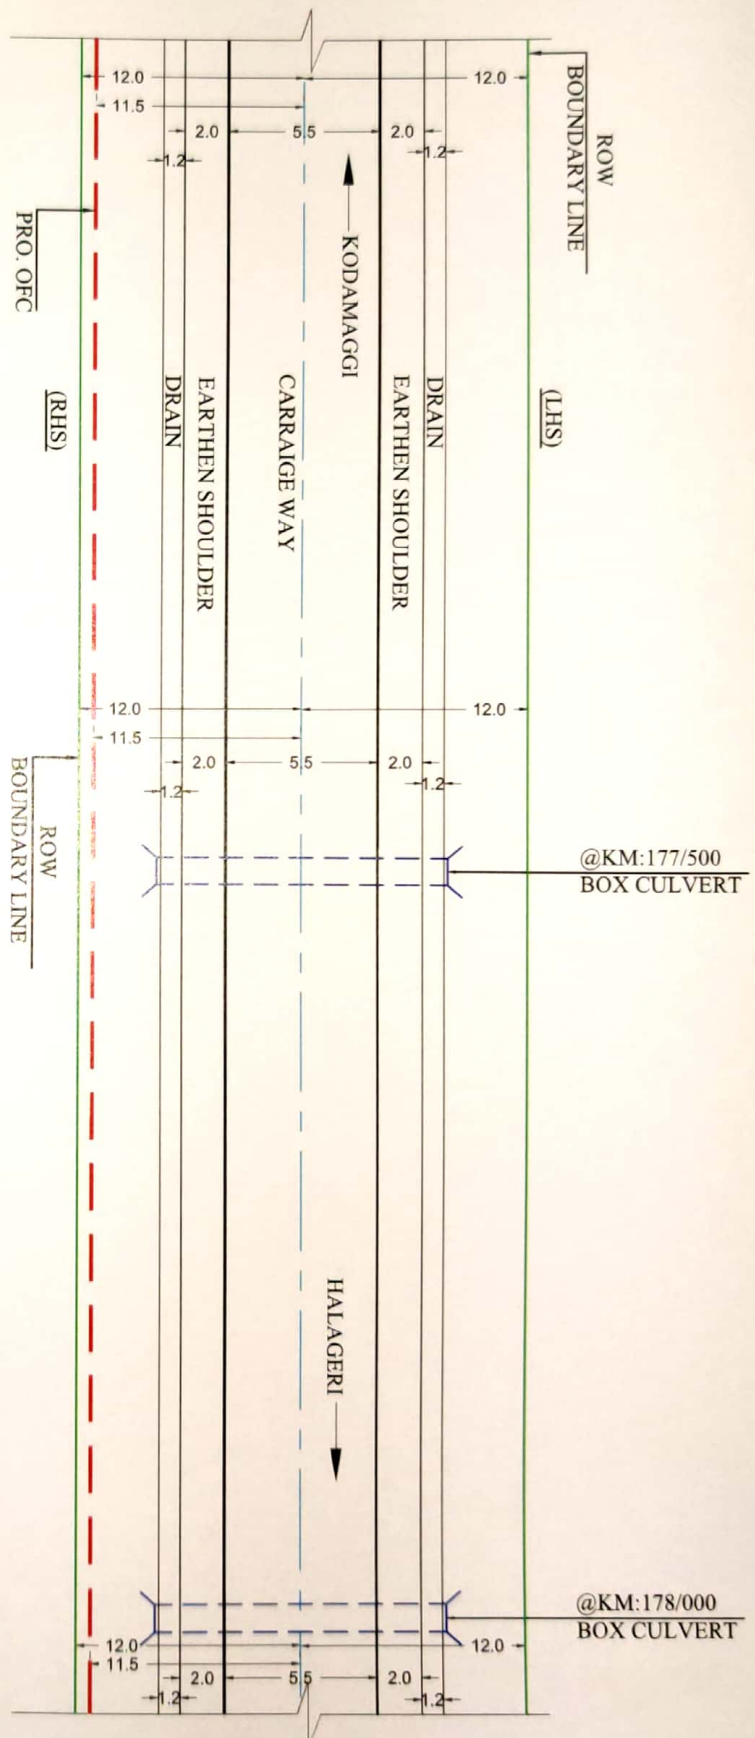 12.0
12.0
11.5
2.0
5.5
2.0
1.2
1.2
ROW
BOUNDARY LINE
PRO. OFC
KODAMAGGI
(RHS)
DRAIN
EARTHEN SHOULDER
CARRAIGE WAY
EARTHEN SHOULDER
DRAIN
(LHS)
12.0
12.0
11.5
2.0
5.5
2.0
1.2
1.2
ROW
BOUNDARY LINE
@KM:177/500
BOX CULVERT
HALAGERI
@KM:178/000
BOX CULVERT
12.0
12.0
11.5
2.0
5.5
2.0
1.2
1.2